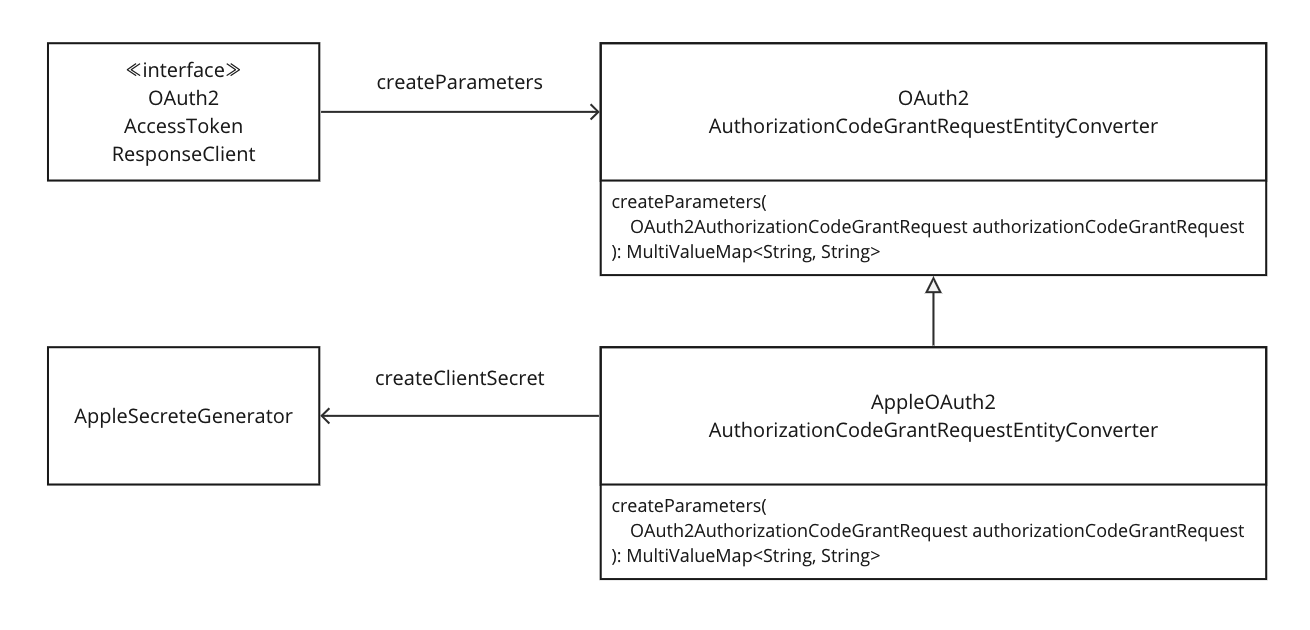 ≪interface≫
OAuth2
AccessToken
ResponseClient
createParameters
OAuth2
AuthorizationCodeGrantRequestEntityConverter
createParameters(
OAuth2AuthorizationCodeGrantRequest authorizationCodeGrantRequest
): MultiValueMap<String, String>
AppleSecreteGenerator
createClientSecret
AppleOAuth2
AuthorizationCodeGrantRequestEntityConverter
createParameters(
OAuth2AuthorizationCodeGrantRequest authorizationCodeGrantRequest
): MultiValueMap<String, String>